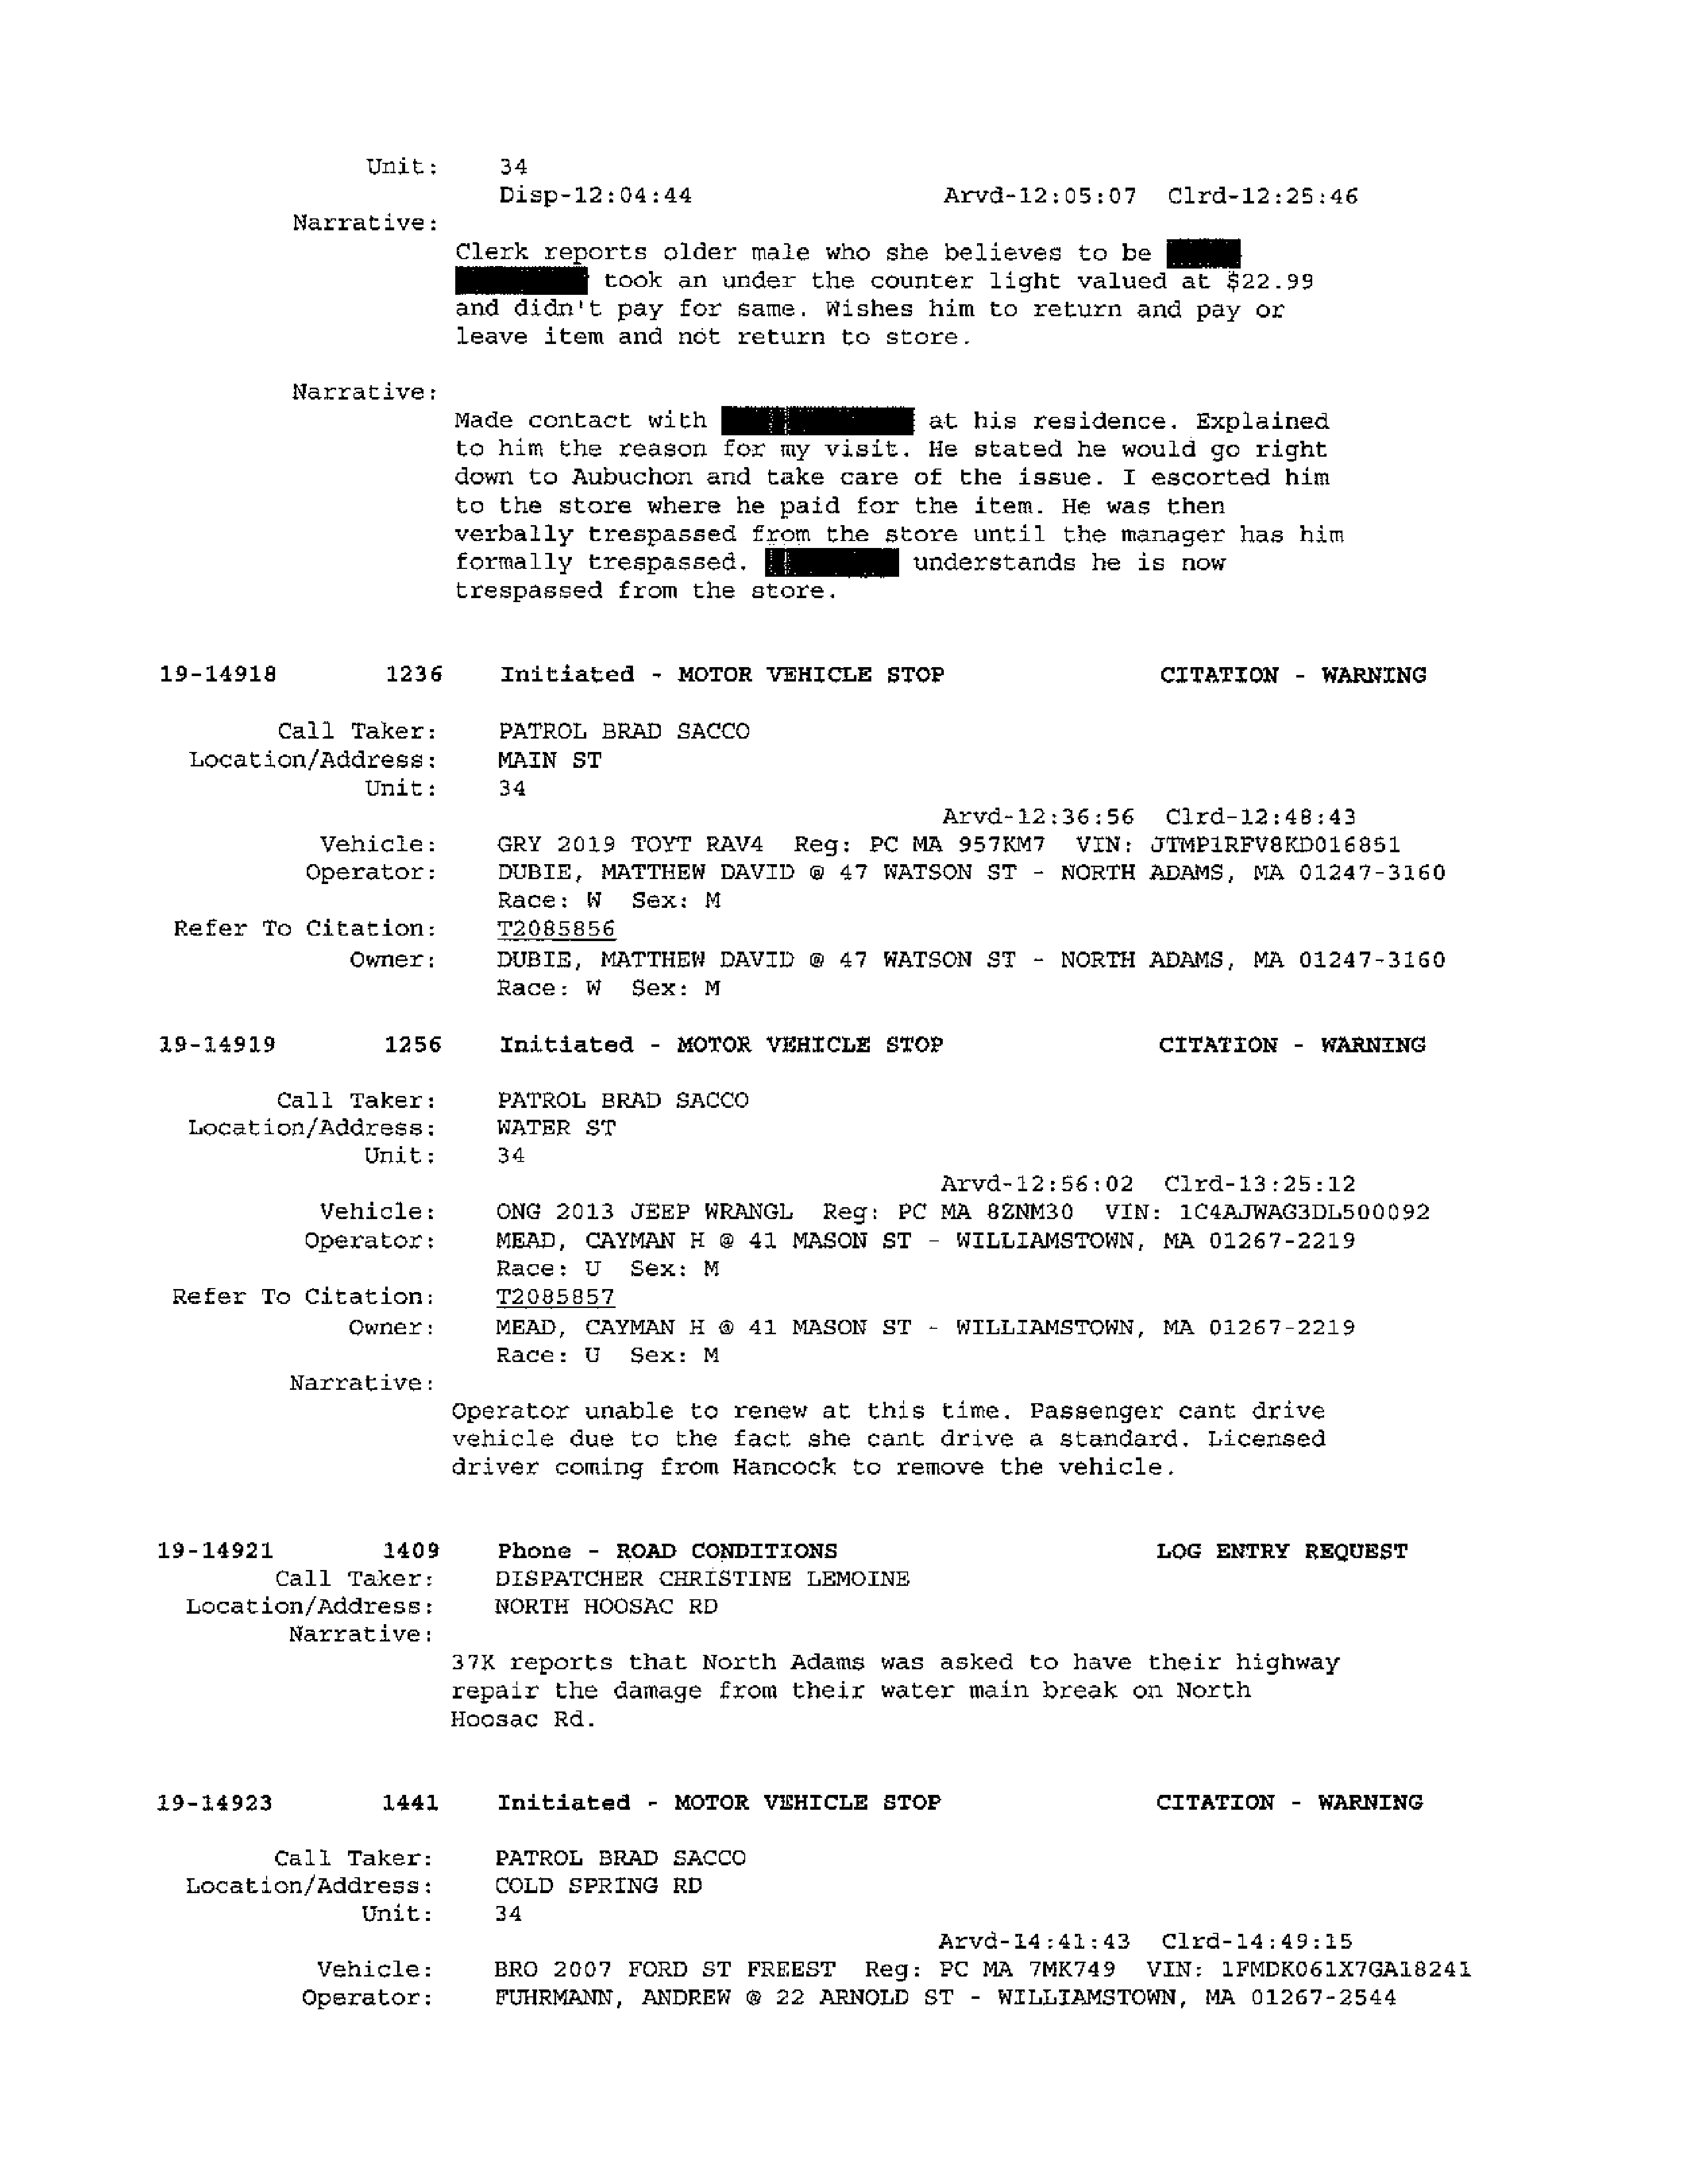 Unit: 34
Disp-12:04:44 Arvd-12:05:07 Clrd-12:25:46
Narrative:
Clerk reports older male who she believes to be
took an under the counter light valued at $22.99
and didn't pay for same. Wishes him to return and pay or
leave item and not return to store.
Narrative:
Made contact with at his residence. Explained
to him the reason for my visit. He stated he would go right
down to Aubuchon and take care of the issue. I escorted him
to the store where he paid for the item. He was then
verbally trespassed from the store until the manager has him
formally trespassed. understands he is now
trespassed from the store.
19-14918 1236 Initiated - MOTOR VEHICLE STOP CITATION - WARNING
Call Taker: PATROL BRAD SACCO
Location/Address: MAIN ST
Unit: 34
Arvd-12:36:56 Clrd-12:48:43
Vehicle: GRY 2019 TOYT RAV4 Reg: PC MA 957KM7 VIN: JTMP1RFV8KD016851
Operator: DUBIE, MATTHEW DAVID @ 47 WATSON ST - NORTH ADAMS, MA 01247-3160
Race: W Sex: M
Refer To Citation: T2085856
Owner: DUBIE, MATTHEW DAVID @ 47 WATSON ST - NORTH ADAMS, MA 01247-3160
Race: W Sex: M
19-14919 1256 Initiated - MOTOR VEHICLE STOP CITATION - WARNING
Call Taker: PATROL BRAD SACCO
Location/Address: WATER ST
Unit: 34
Arvd-12:56:02 Clrd-13:25:12
Vehicle: ONG 2013 JEEP WRANGL Reg: PC MA 8ZNM30 VIN: 1C4AJWAG3DL500092
Operator: MEAD, CAYMAN H @ 41 MASON ST - WILLIAMSTOWN, MA 01267-2219
Race: U Sex: M
Refer To Citation: T2085857
Owner: MEAD, CAYMAN H @ 41 MASON ST - WILLIAMSTOWN, MA 01267-2219
Race: U Sex: M
Narrative:
Operator unable to renew at this time. Passenger cant drive
vehicle due to the fact she cant drive a standard. Licensed
driver coming from Hancock to remove the vehicle.
19-14921 1409 Phone - ROAD CONDITIONS LOG ENTRY REQUEST
Call Taker: DISPATCHER CHRISTINE LEMOINE
Location/Address: NORTH HOOSAC RD
Narrative:
37K reports that North Adams was asked to have their highway
repair the damage from their water main break on North
Hoosac Rd.
19-14923 1441 Initiated - MOTOR VEHICLE STOP CITATION - WARNING
Call Taker: PATROL BRAD SACCO
Location/Address: COLD SPRING RD
Unit: 34
Arvd-14:41:43 Clrd-14:49:15
Vehicle: BRO 2007 FORD ST FREEST Reg: PC MA 7MK749 VIN: 1FMDK061X7GA18241
Operator: FUHRMANN, ANDREW @ 22 ARNOLD ST - WILLIAMSTOWN, MA 01267-2544